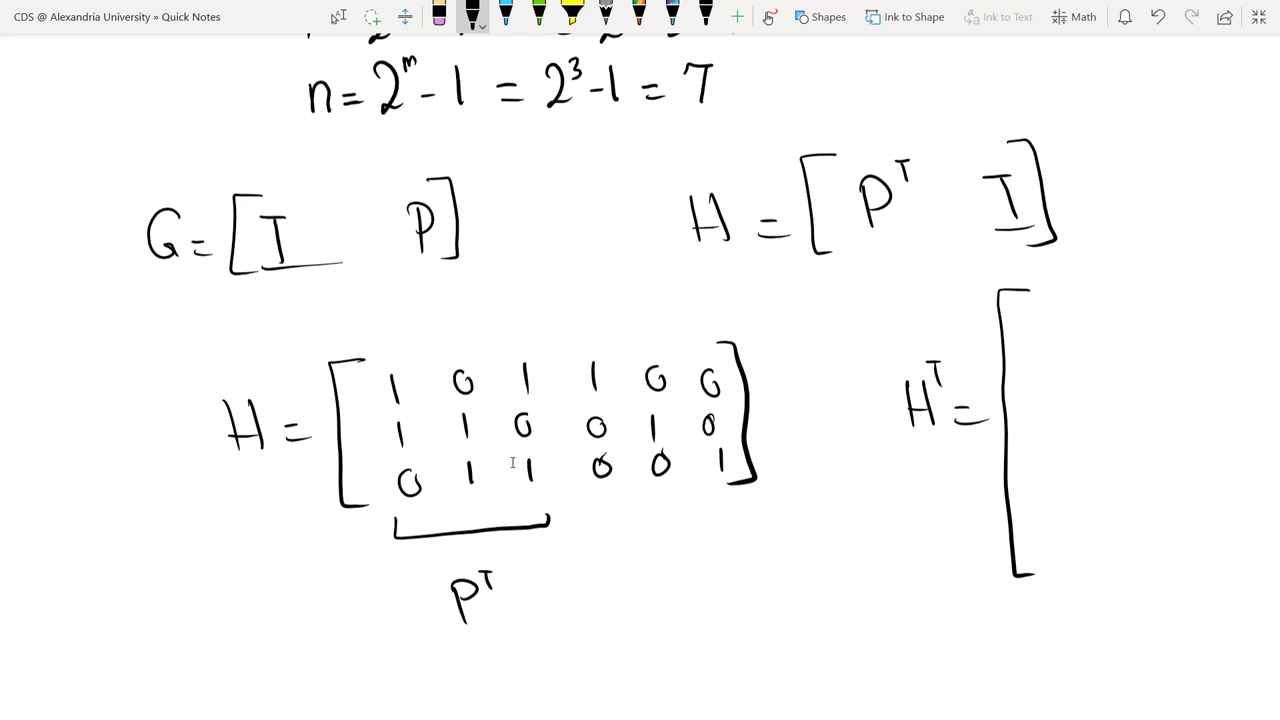 CDS @ Alexandria University » Quick Notes Shapes Ink to Shape Ink to Text Math
n = 2^m - 1 = 2^3 - 1 = 7
G = [I P] H = [P^T I]
H = [1 0 1 1 0 0
1 1 0 0 1 0
0 1 1 0 0 1]
H^T = [
P^T